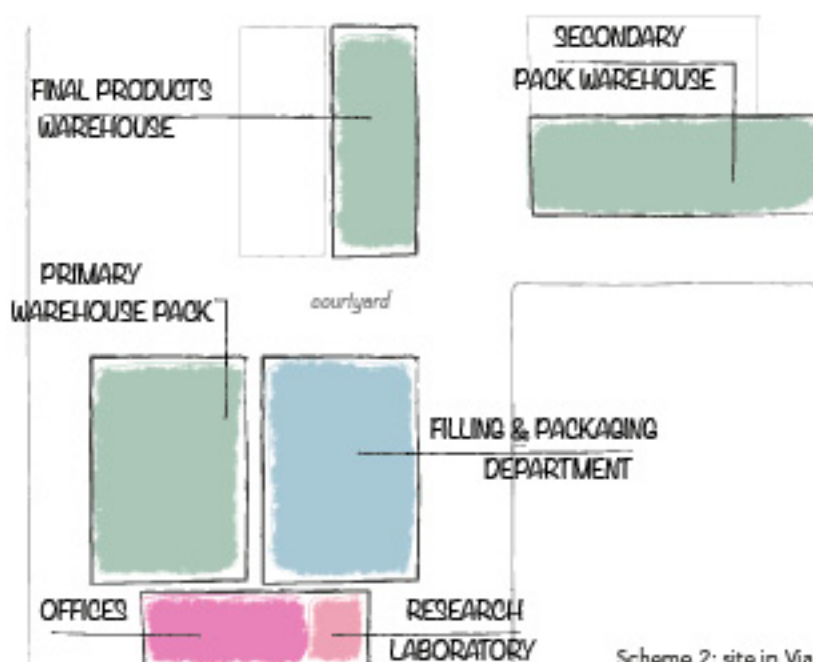 SECONDARY
PACK WAREHOUSE
FINAL PRODUCTS
WAREHOUSE
PRIMARY
WAREHOUSE PACK
courtyard
FILLING & PACKAGING
DEPARTMENT
OFFICES
RESEARCH
LABORATORY
Scheme 2: site in Via